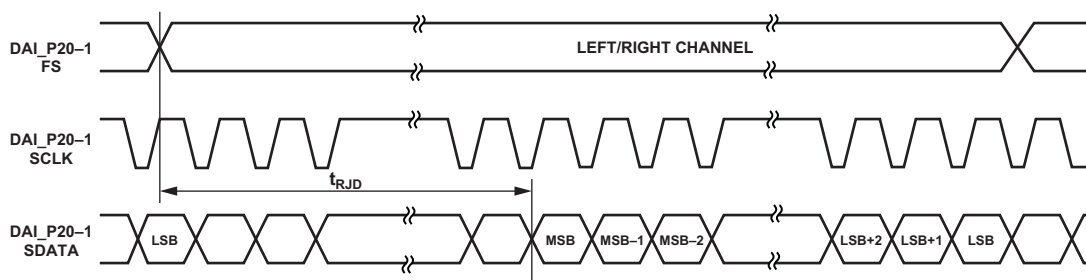 DAI_P20–1
FS
LEFT/RIGHT CHANNEL
DAI_P20–1
SCLK
tRJD
DAI_P20–1
SDATA
LSB
MSB
MSB–1
MSB–2
LSB+2
LSB+1
LSB